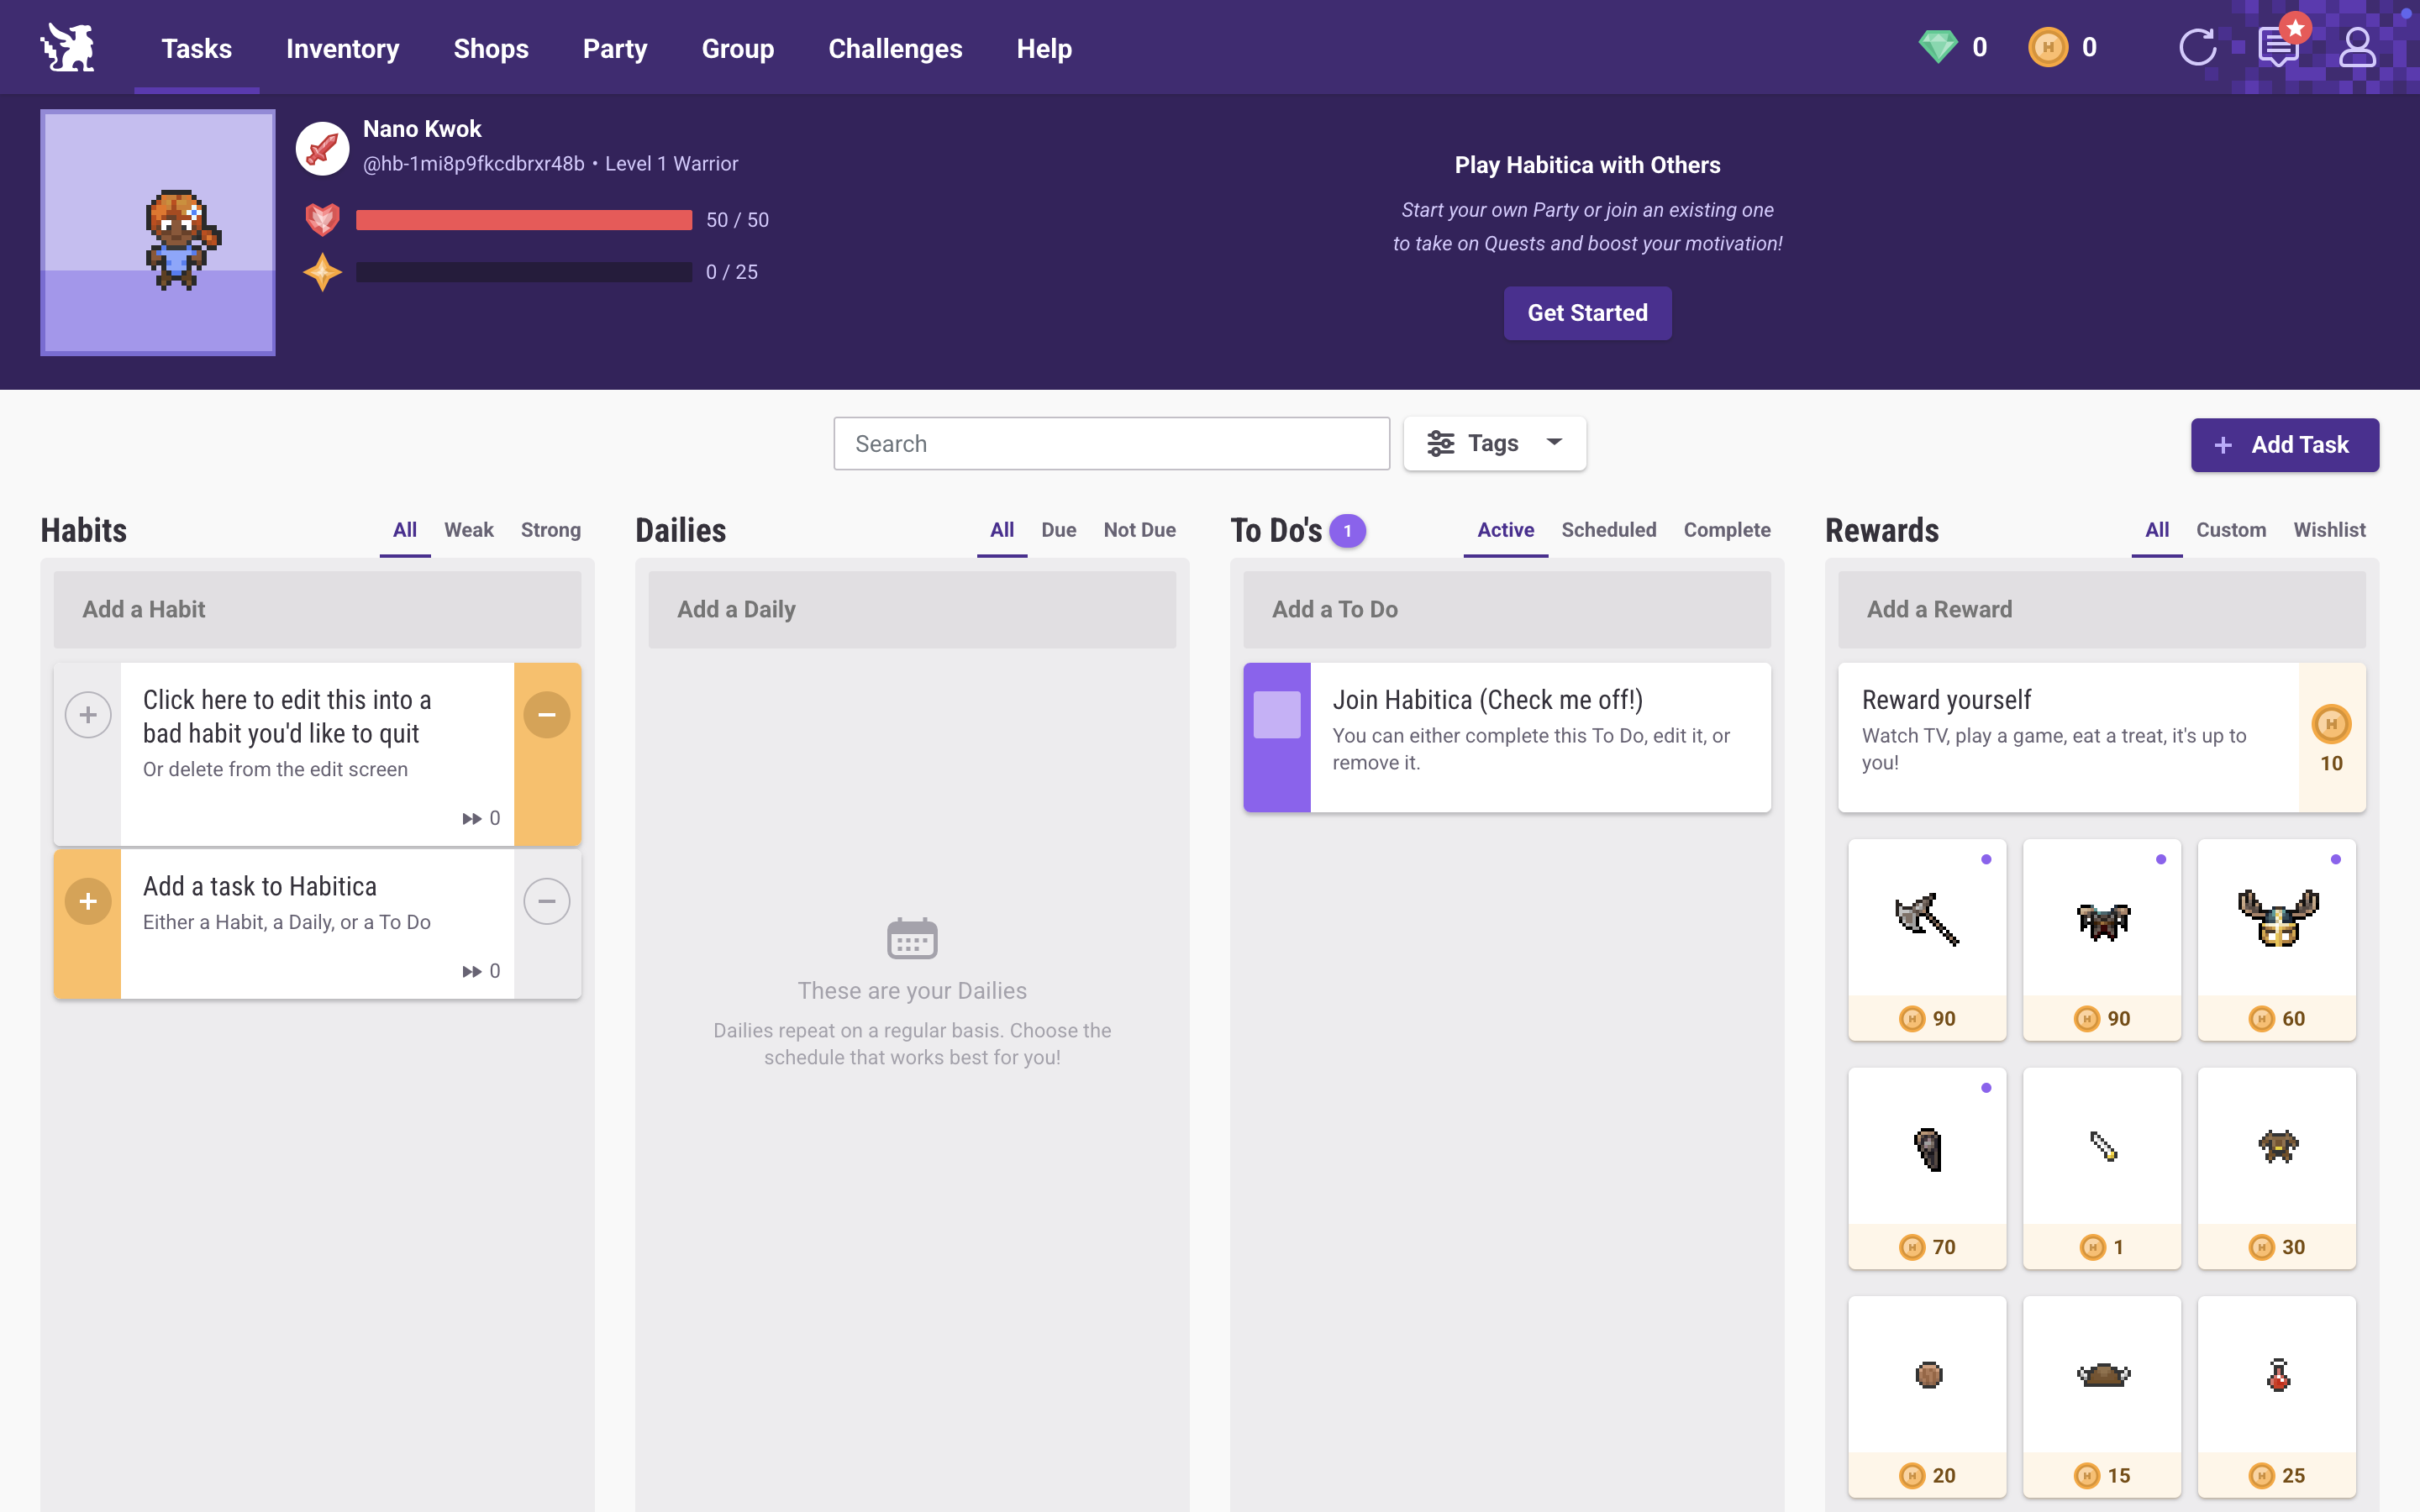 Tasks Inventory Shops Party Group Challenges Help 0 0
Nano Kwok
@hb-1mi8p9fkcdbrxr48b • Level 1 Warrior
50 / 50
0 / 25
Play Habitica with Others
Start your own Party or join an existing one
to take on Quests and boost your motivation!
Get Started
Search
Tags
+ Add Task
Habits
All Weak Strong
Add a Habit
Click here to edit this into a
bad habit you'd like to quit
Or delete from the edit screen
0
Add a task to Habitica
Either a Habit, a Daily, or a To Do
0
Dailies
All Due Not Due
Add a Daily
These are your Dailies
Dailies repeat on a regular basis. Choose the
schedule that works best for you!
To Do's 1
Active Scheduled Complete
Add a To Do
Join Habitica (Check me off!)
You can either complete this To Do, edit it, or
remove it.
Rewards
All Custom Wishlist
Add a Reward
Reward yourself
Watch TV, play a game, eat a treat, it's up to
you!
H
10
H 90 H 90 H 60
H 70 H 1 H 30
H 20 H 15 H 25